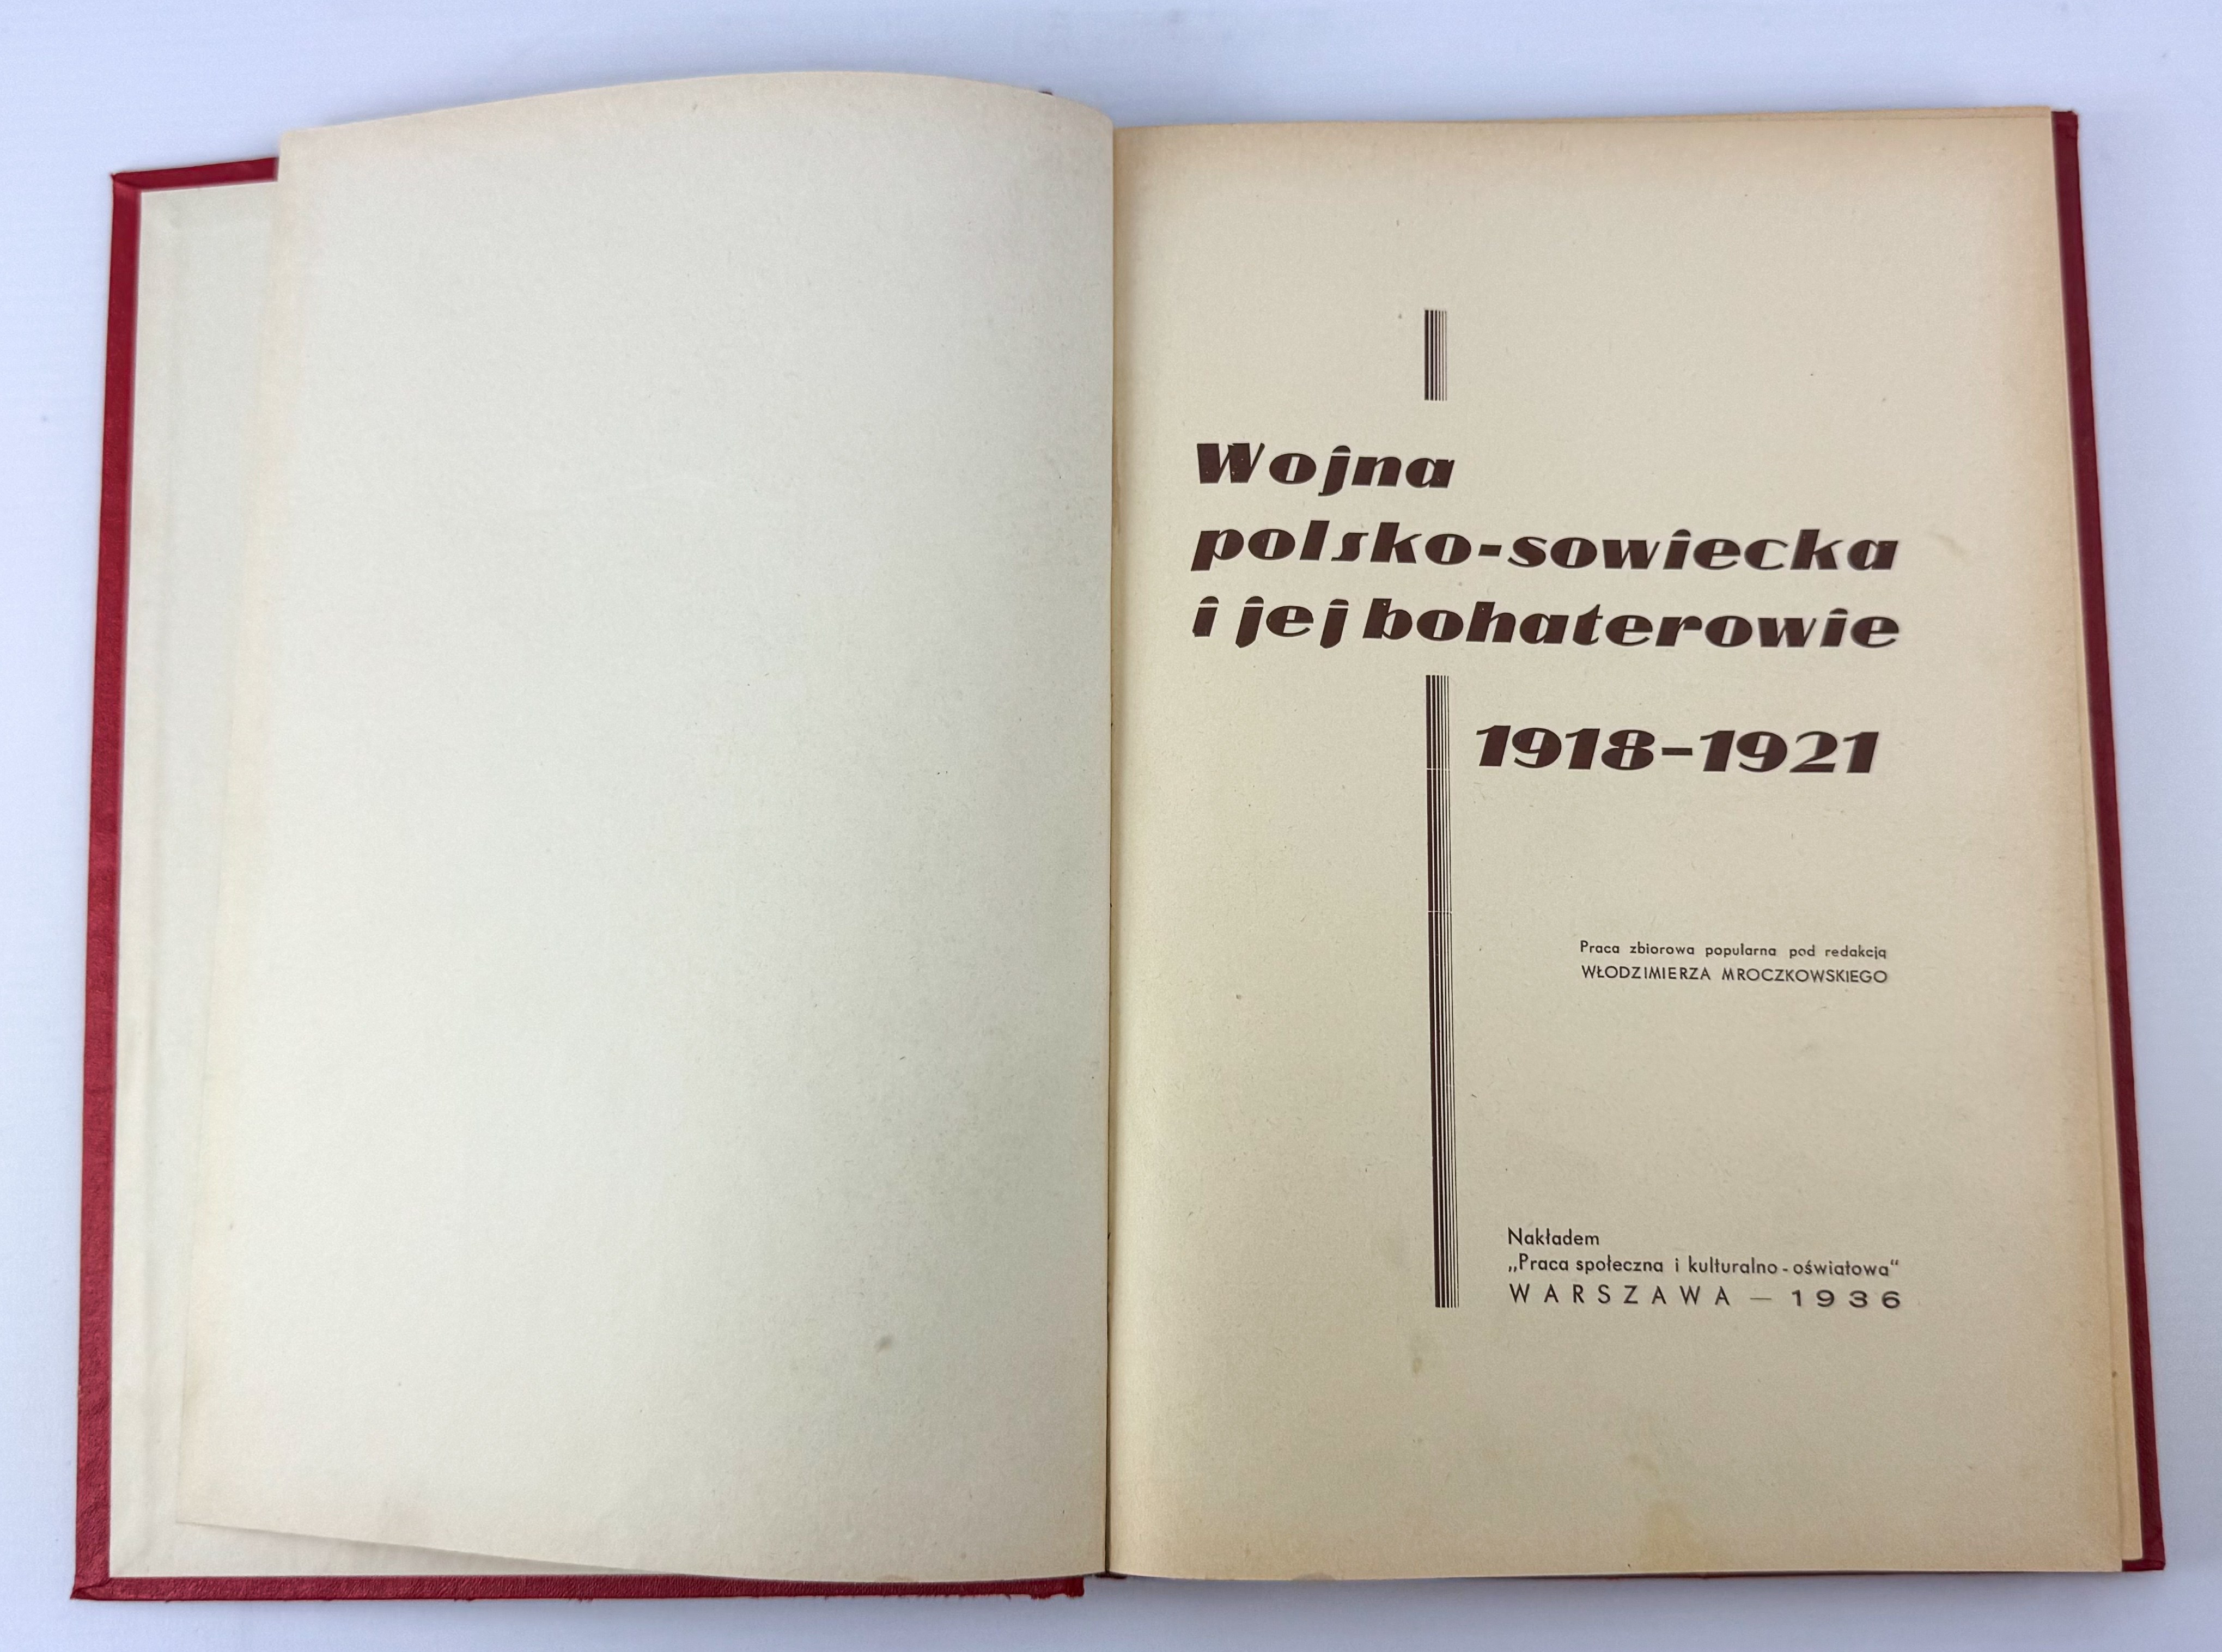 Wojna
polsko-sowiecka
i jej bohaterowie
1918-1921
Praca zbiorowa popularna pod redakcją
WŁODZIMIERZA MROCZKOWSKIEGO
Nakładem
„Praca społeczna i kulturalno-oświatowa“
WARSZAWA — 1936